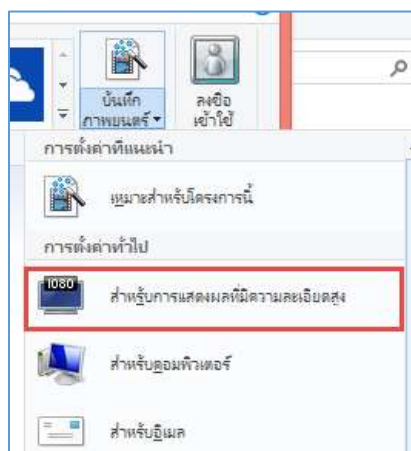 บันทึก
ภาพยนตร์
ลงชื่อ
เข้าใช้
การตั้งค่าที่แนะนำ
เหมาะสำหรับโครงการนี้
การตั้งค่าทั่วไป
1080
สำหรับการแสดงผลที่มีความละเอียดสูง
สำหรับคอมพิวเตอร์
สำหรับอีเมล